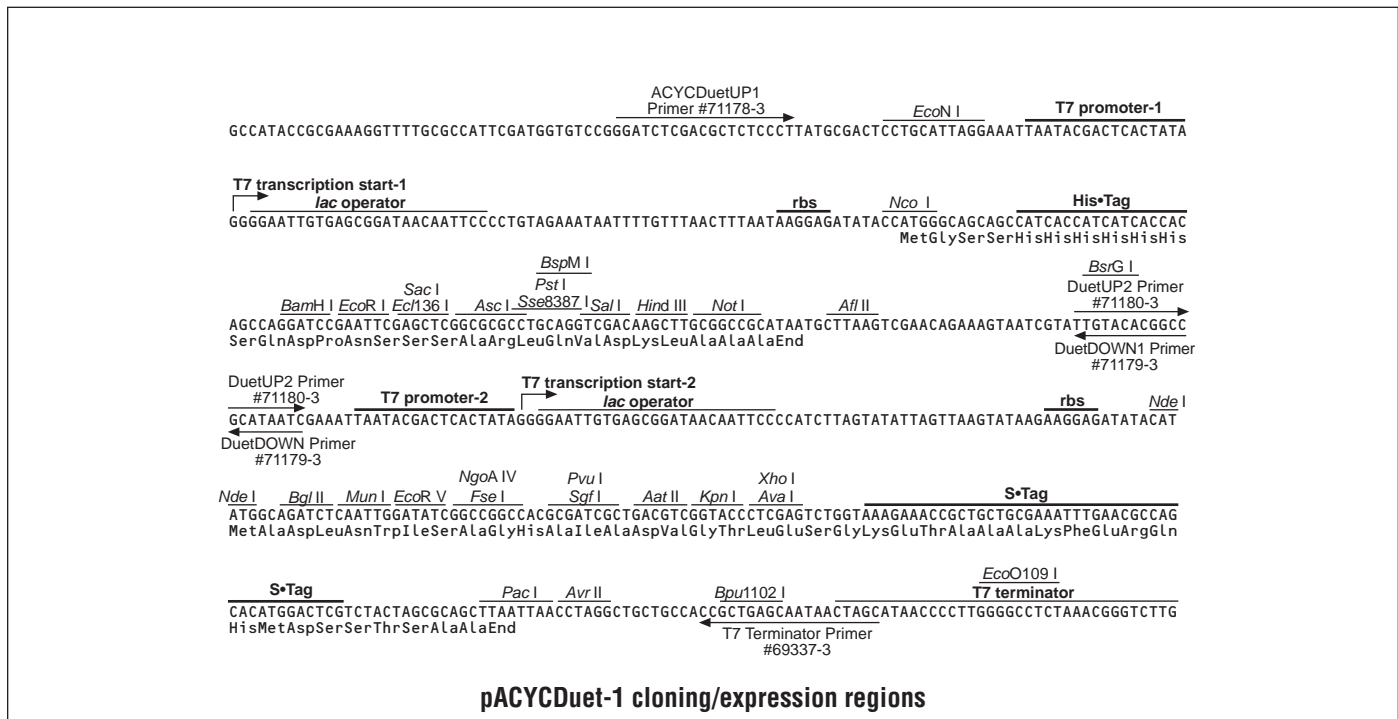 ACYCDuetUP1
Primer #71178-3
EcoN I
T7 promoter-1
GCCATACCGCGAAAGGTTTTGCGCCATTCGATGGTGTCCGGGATCTCGACGCTCTCCCTTATGCGACTCCTGCATTAGGAAATTAATACGACTCACTATA
T7 transcription start-1
lac operator
rbs
Nco I
His•Tag
GGGGAATTGTGAGCGGATAACAATTCCCCTGTAGAAATAATTTTGTTTAACTTTAATAAGGAGATATACCATGGGCAGCAGCCATCACCATCATCACCAC
MetGlySerSerHisHisHisHisHisHis
BspM I
BsrG I
Sac I
Pst I
DuetUP2 Primer
BamH I
EcoR I
Ecl136 I
Asc I
Sse8387 I
Sal I
Hind III
Not I
Afl II
#71180-3
AGCCAGGATCCGAATTCGAGCTCGGCGCGCCTGCAGGTCGACAAGCTTGCGGCCGCATAATGCTTAAGTCGAACAGAAAGTAATCGTATTGTACACGGCC
SerGlnAspProAsnSerSerSerAlaArgLeuGlnValAspLysLeuAlaAlaAlaEnd
DuetDOWN1 Primer
#71179-3
DuetUP2 Primer
#71180-3
T7 promoter-2
T7 transcription start-2
lac operator
rbs
Nde I
GCATAATCGAAATTAATACGACTCACTATAGGGGAATTGTGAGCGGATAACAATTCCCCATCTTAGTATATTAGTTAAGTATAAGAAGGAGATATACAT
DuetDOWN Primer
#71179-3
NgoA IV
Pvu I
Xho I
Nde I
Bgl II
Mun I
EcoR V
Fse I
Sgf I
Aat II
Kpn I
Ava I
S•Tag
ATGGCAGATCTCAATTGGATATCGGCCGGCCACGCGATCGCTGACGTCGGTACCCTCGAGTCTGGTAAAGAAACCGCTGCTGCGAAATTTGAACGCCAG
MetAlaAspLeuAsnTrpIleSerAlaGlyHisAlaIleAlaAspValGlyThrLeuGluSerGlyLysGluThrAlaAlaAlaLysPheGluArgGln
S•Tag
Pac I
Avr II
Bpu1102 I
EcoO109 I
T7 terminator
CACATGGACTCGTCTACTAGCGCAGCTTAATTAACCTAGGCTGCTGCCACCGCTGAGCAATAACTAGCATAACCCCTTGGGGCCTCTAAACGGGTCTTG
HisMetAspSerSerThrSerAlaAlaEnd
T7 Terminator Primer
#69337-3
pACYCDuet-1 cloning/expression regions